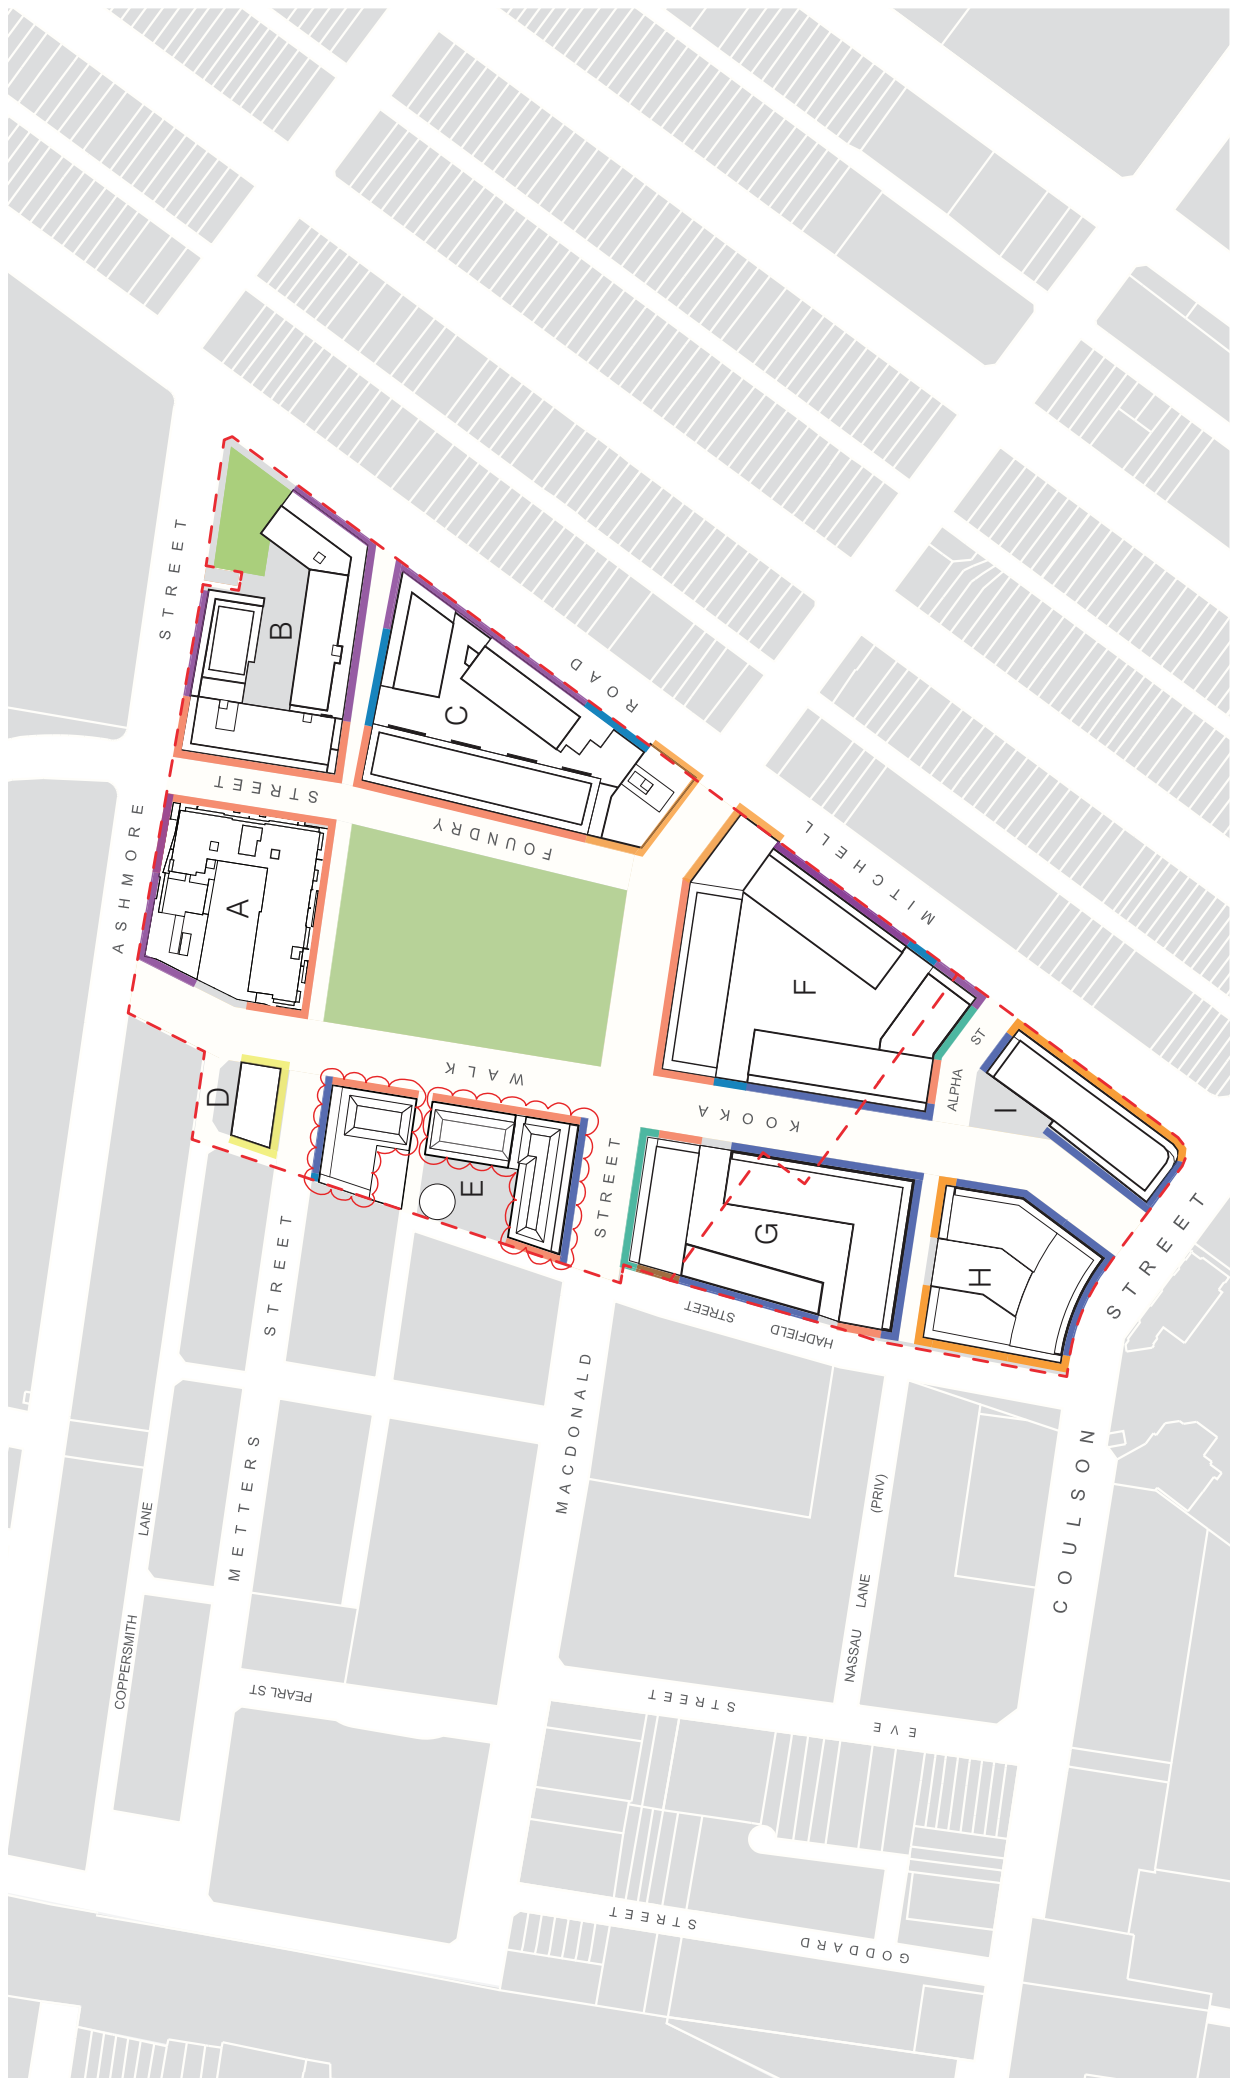 STREET
ASHMORE
B
C
ROAD
MITCHELL
STREET
FOUNDRY
A
F
D
WALK
KOOKA
ALPHA ST
I
E
STREET
G
H
STREET
HADFIELD
STREET
METTERS
STREET
MACDONALD
COULSON
COPPERSMITH LANE
NASSAU LANE (PRIV)
PEARL ST
STREET
EVE
STREET
GODDARD